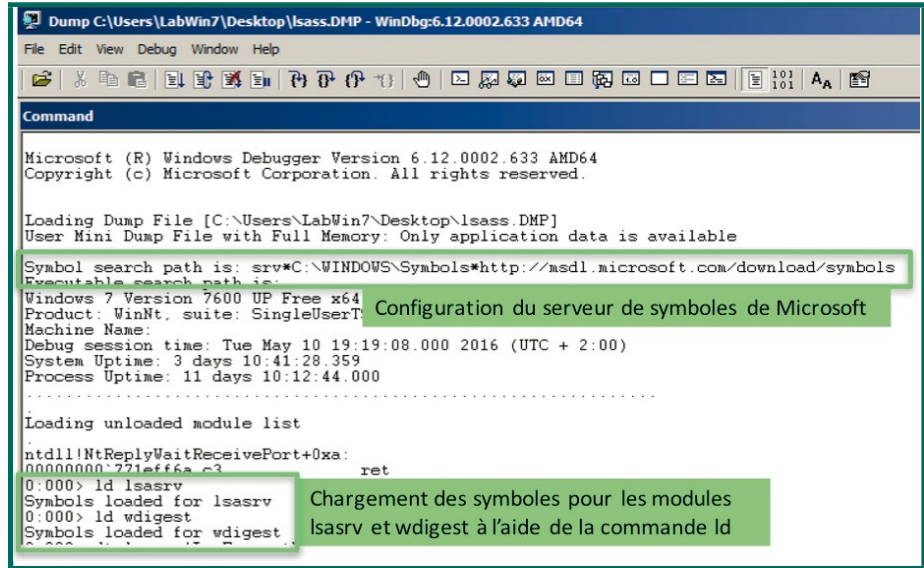 Dump C:\Users\LabWin7\Desktop\lsass.DMP - WinDbg:6.12.0002.633 AMD64
File Edit View Debug Window Help
Command
Microsoft (R) Windows Debugger Version 6.12.0002.633 AMD64
Copyright (c) Microsoft Corporation. All rights reserved.
Loading Dump File [C:\Users\LabWin7\Desktop\lsass.DMP]
User Mini Dump File with Full Memory: Only application data is available
Symbol search path is: srv*C:\WINDOWS\Symbols*http://msdl.microsoft.com/download/symbols
Executable search path is:
Windows 7 Version 7600 UP Free x64
Product: WinNt, suite: SingleUserTS
Configuration du serveur de symboles de Microsoft
Machine Name:
Debug session time: Tue May 10 19:19:08.000 2016 (UTC + 2:00)
System Uptime: 3 days 10:41:28.359
Process Uptime: 11 days 10:12:44.000
Loading unloaded module list
.
ntdll!NtReplyWaitReceivePort+0xa:
00000000`771eff6a c3 ret
0:000> ld lsasrv
Symbols loaded for lsasrv
0:000> ld wdigest
Symbols loaded for wdigest
Chargement des symboles pour les modules
lsasrv et wdigest à l'aide de la commande ld